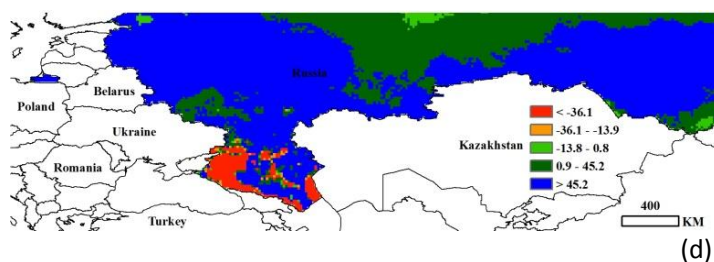 Russia
Belarus
Poland
Ukraine
Kazakhstan
Romania
Turkey
< -36.1
-36.1 - -13.9
-13.8 - 0.8
0.9 - 45.2
> 45.2
400
KM
(d)